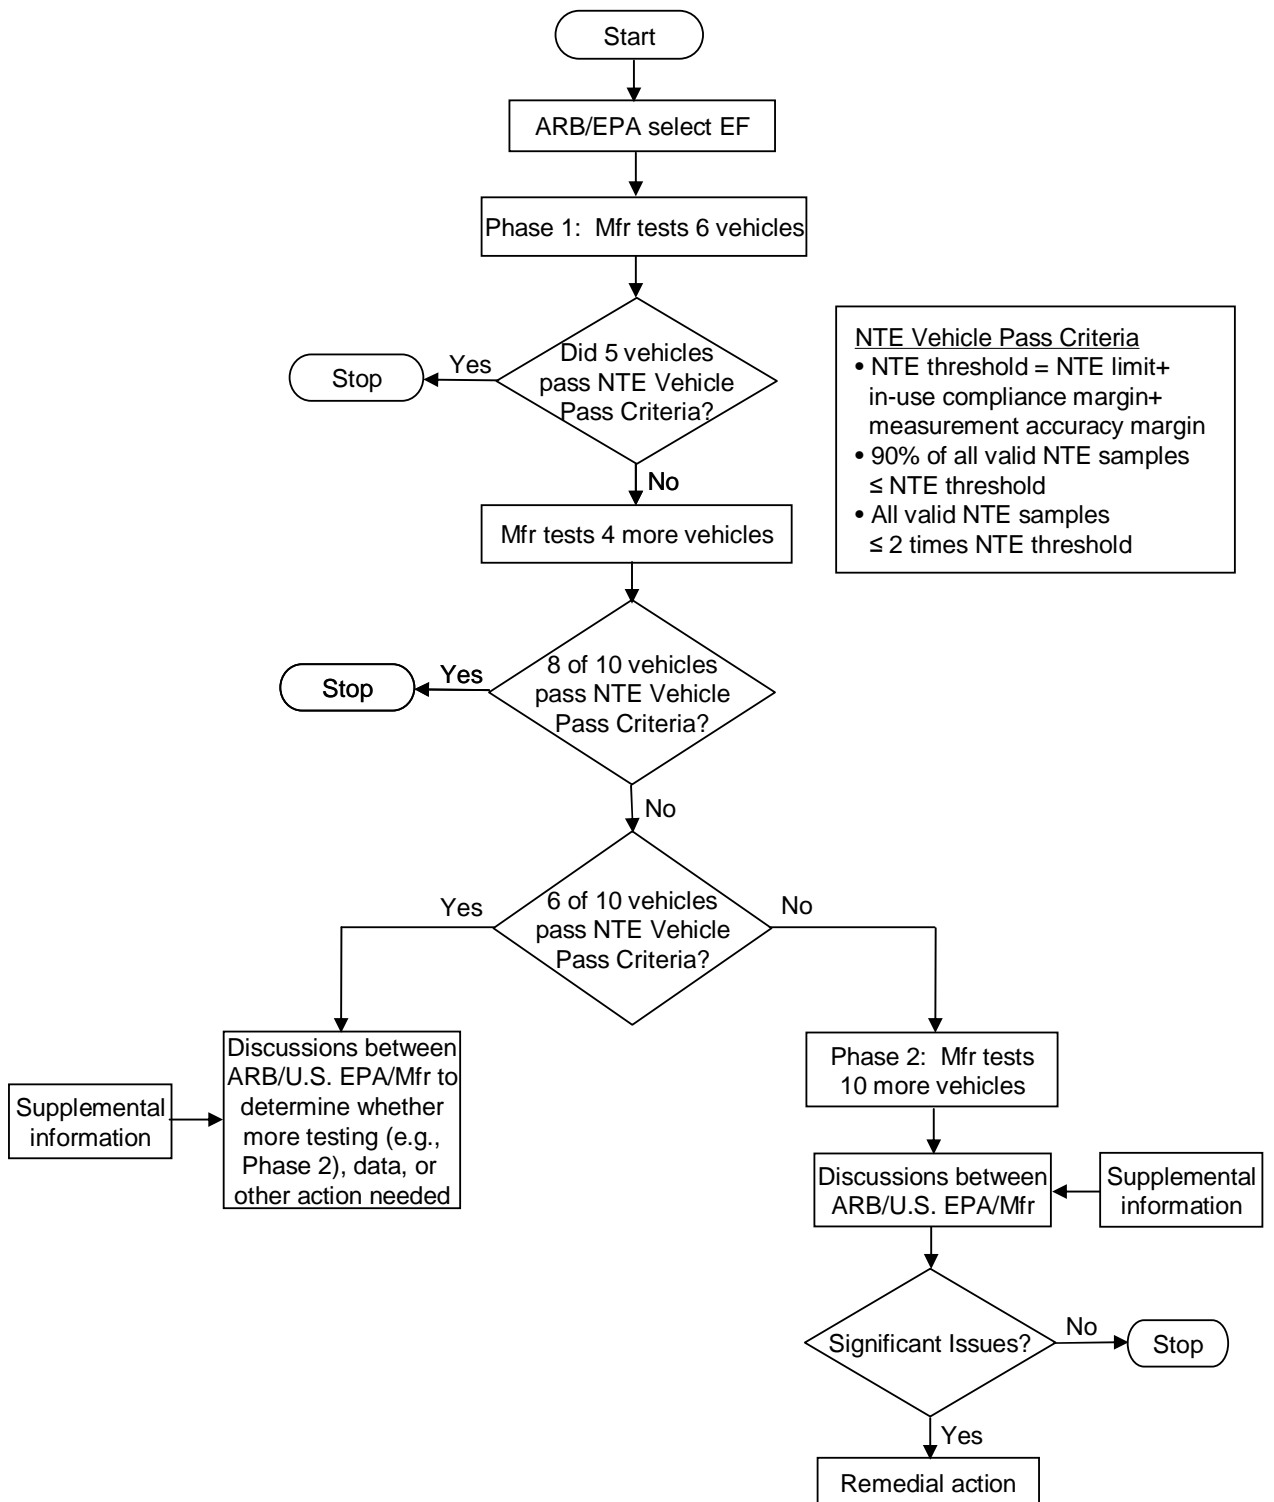 Start
ARB/EPA select EF
Phase 1:  Mfr tests 6 vehicles
Did 5 vehicles
pass NTE Vehicle
Pass Criteria?
Yes
Stop
No
NTE Vehicle Pass Criteria
• NTE threshold = NTE limit+
in-use compliance margin+
measurement accuracy margin
• 90% of all valid NTE samples
≤ NTE threshold
• All valid NTE samples
≤ 2 times NTE threshold
Mfr tests 4 more vehicles
8 of 10 vehicles
pass NTE Vehicle
Pass Criteria?
Yes
Stop
No
6 of 10 vehicles
pass NTE Vehicle
Pass Criteria?
Yes
No
Discussions between
ARB/U.S. EPA/Mfr to
determine whether
more testing (e.g.,
Phase 2), data, or
other action needed
Supplemental
information
Phase 2:  Mfr tests
10 more vehicles
Discussions between
ARB/U.S. EPA/Mfr
Supplemental
information
Significant Issues?
No
Stop
Yes
Remedial action